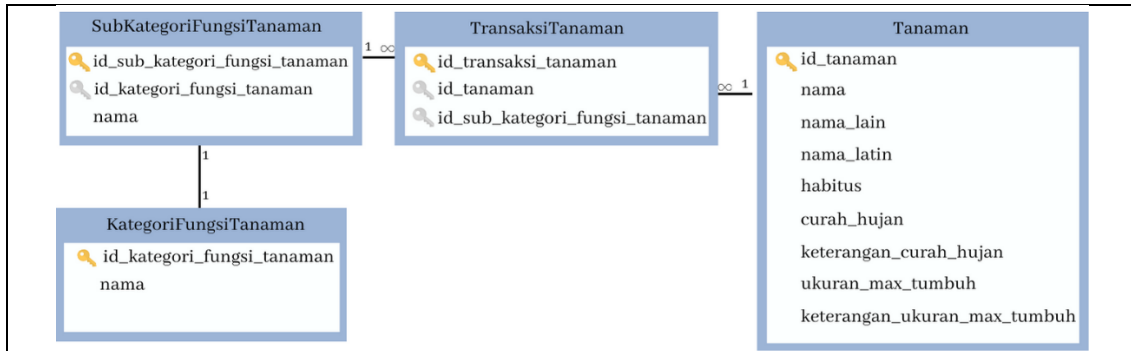 SubKategoriFungsiTanaman
id_sub_kategori_fungsi_tanaman
id_kategori_fungsi_tanaman
nama
1 ∞
TransaksiTanaman
id_transaksi_tanaman
id_tanaman
id_sub_kategori_fungsi_tanaman
∞ 1
Tanaman
id_tanaman
nama
nama_lain
nama_latin
habitus
curah_hujan
keterangan_curah_hujan
ukuran_max_tumbuh
keterangan_ukuran_max_tumbuh
1
1
KategoriFungsiTanaman
id_kategori_fungsi_tanaman
nama